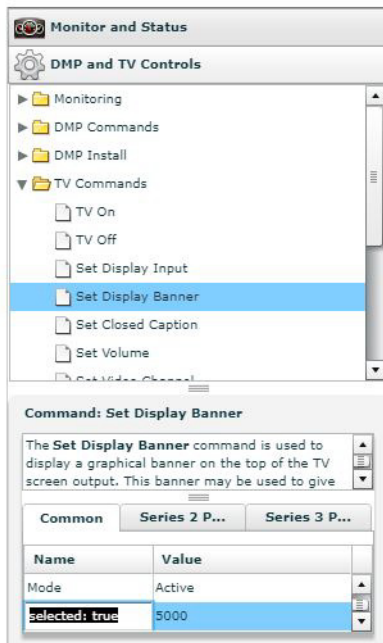 Monitor and Status
DMP and TV Controls
Monitoring
DMP Commands
DMP Install
TV Commands
TV On
TV Off
Set Display Input
Set Display Banner
Set Closed Caption
Set Volume
Set Video Channel
Command: Set Display Banner
The Set Display Banner command is used to
display a graphical banner on the top of the TV
screen output. This banner may be used to give
Common Series 2 P... Series 3 P...
Name Value
Mode Active
selected: true 5000